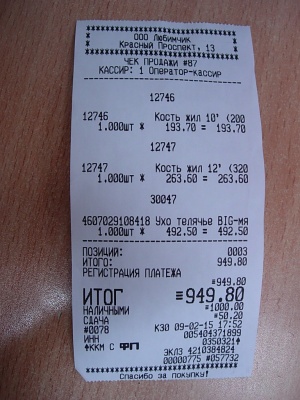 ООО Любимчик
Красный Проспект, 13
ЧЕК ПРОДАЖИ #87
КАССИР: 1 Оператор-кассир
12746
12746 Кость жил 10' (200
1.000шт * 193.70 = 193.70
12747
12747 Кость жил 12' (320
1.000шт * 263.60 = 263.60
30047
4607029108418 Ухо телячье BIG-мя
1.000шт * 492.50 = 492.50
ПОЗИЦИЙ: 0003
ИТОГО: 949.80
РЕГИСТРАЦИЯ ПЛАТЕЖА
≡949.80
ИТОГ ≡949.80
НАЛИЧНЫМИ ≡1000.00
СДАЧА ≡50.20
#0078 К30 09-02-15 17:52
ИНН 005404371899
ККМ С ФП 0350321
ЭКЛЗ 4210384824
00000775 #057732
Спасибо за покупку!